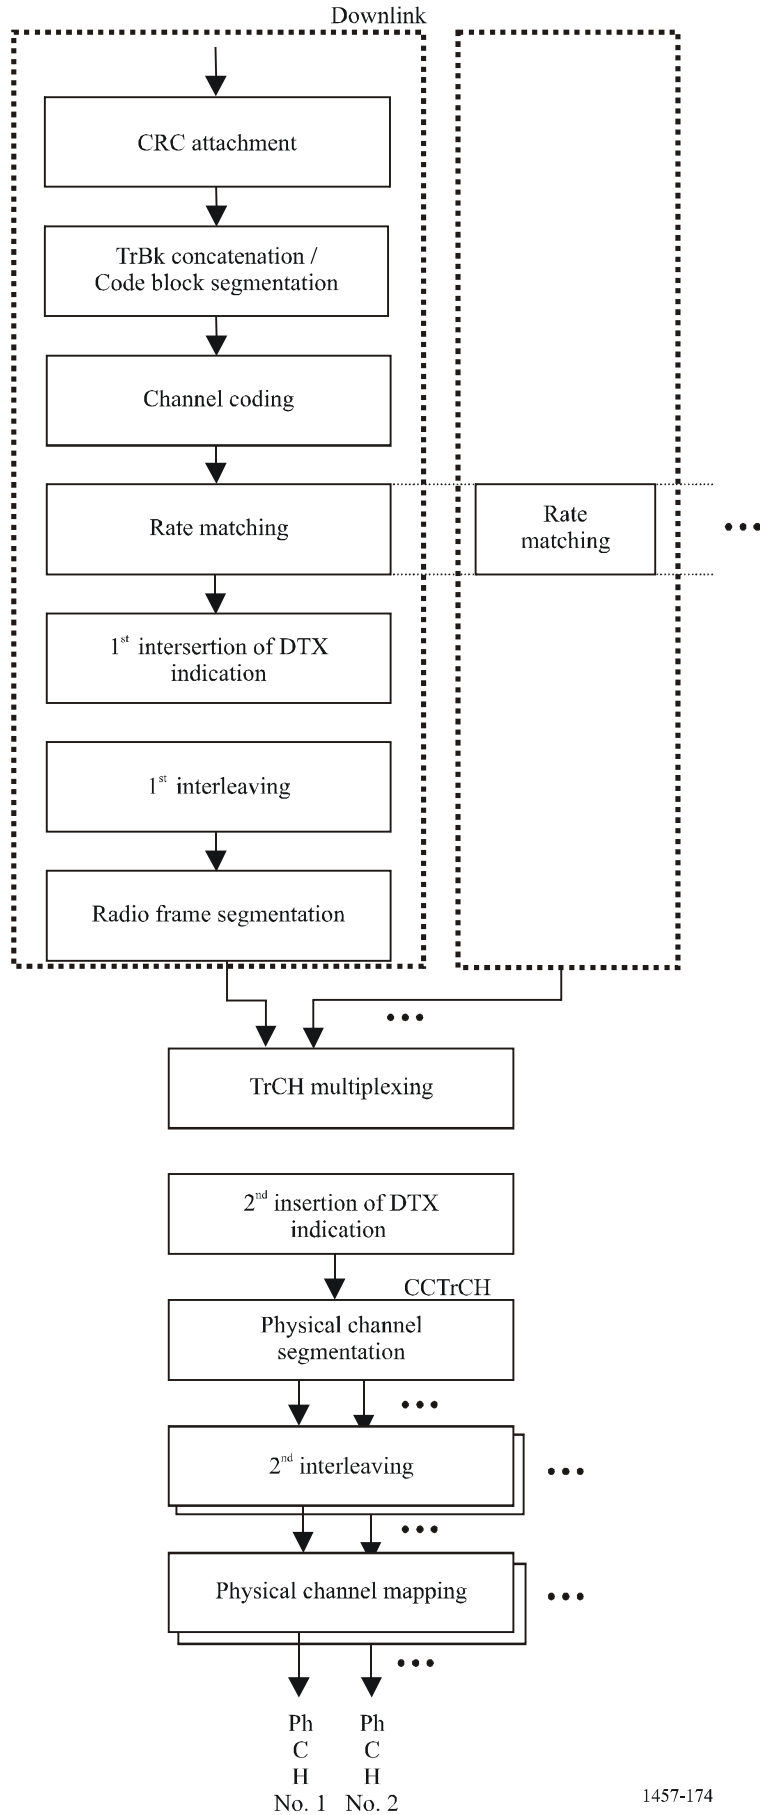 Downlink
CRC attachment
TrBk concatenation /
Code block segmentation
Channel coding
Rate matching
Rate
matching
•••
1st intersertion of DTX
indication
1st interleaving
Radio frame segmentation
•••
TrCH multiplexing
2nd insertion of DTX
indication
CCTrCH
Physical channel
segmentation
•••
2nd interleaving
•••
•••
Physical channel mapping
•••
•••
Ph
C
H
No. 1
Ph
C
H
No. 2
1457-174